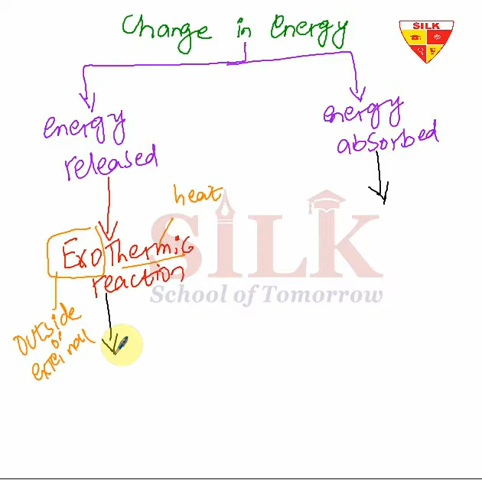 Change in Energy
SILK
energy
released
energy
absorbed
heat
ExoThermic
reaction
outside
or
external
SILK
School of Tomorrow